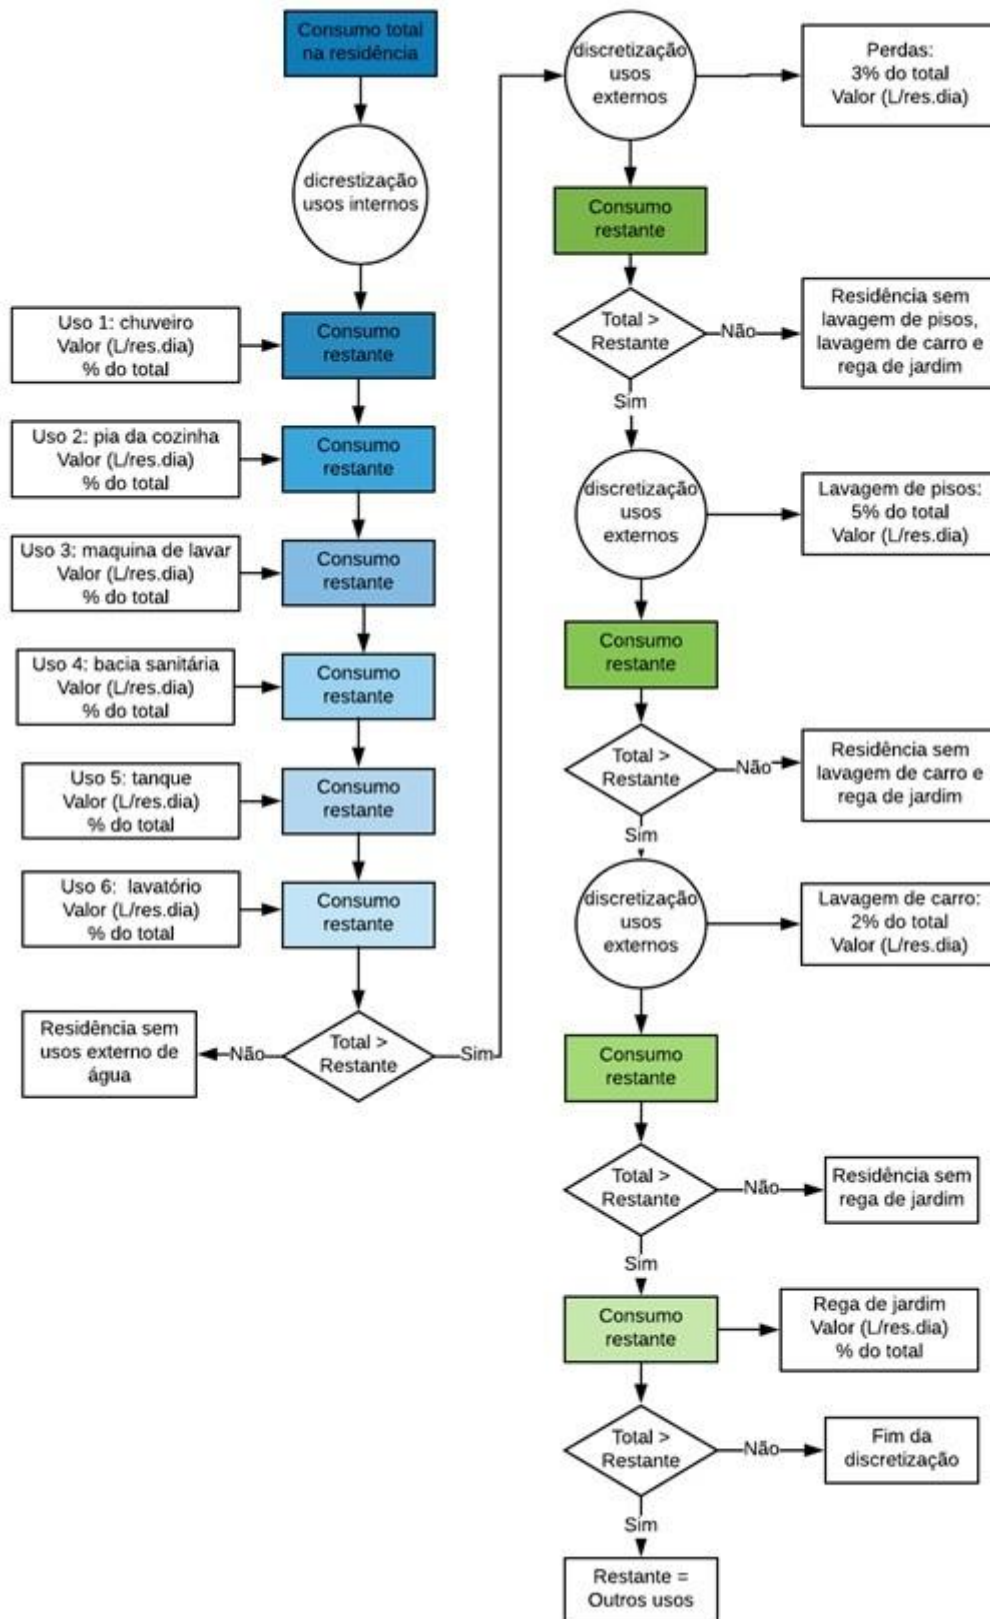 Consumo total
na residência
dicrestização
usos internos
Uso 1: chuveiro
Valor (L/res.dia)
% do total
Consumo
restante
Uso 2: pia da cozinha
Valor (L/res.dia)
% do total
Consumo
restante
Uso 3: maquina de lavar
Valor (L/res.dia)
% do total
Consumo
restante
Uso 4: bacia sanitária
Valor (L/res.dia)
% do total
Consumo
restante
Uso 5: tanque
Valor (L/res.dia)
% do total
Consumo
restante
Uso 6: lavatório
Valor (L/res.dia)
% do total
Consumo
restante
Total >
Restante
Não
Residência sem
usos externo de
água
Sim
discretização
usos
externos
Perdas:
3% do total
Valor (L/res.dia)
Consumo
restante
Total >
Restante
Não
Residência sem
lavagem de pisos,
lavagem de carro e
rega de jardim
Sim
discretização
usos
externos
Lavagem de pisos:
5% do total
Valor (L/res.dia)
Consumo
restante
Total >
Restante
Não
Residência sem
lavagem de carro e
rega de jardim
Sim
discretização
usos
externos
Lavagem de carro:
2% do total
Valor (L/res.dia)
Consumo
restante
Total >
Restante
Não
Residência sem
rega de jardim
Sim
Consumo
restante
Rega de jardim
Valor (L/res.dia)
% do total
Total >
Restante
Não
Fim da
discretização
Sim
Restante =
Outros usos